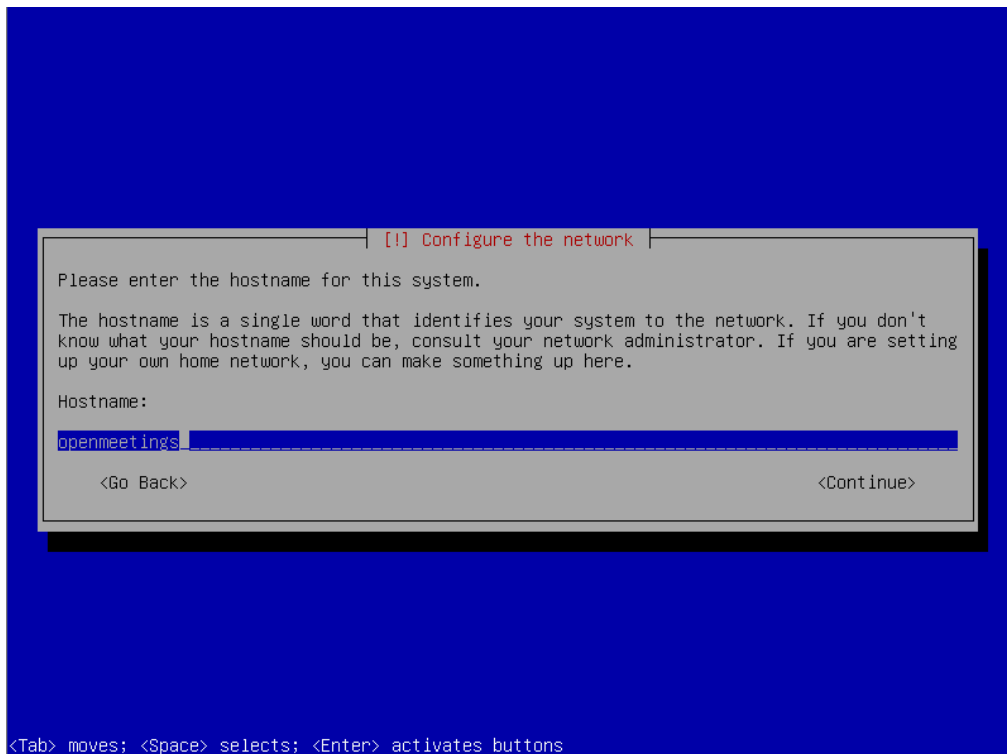 [!] Configure the network
Please enter the hostname for this system.
The hostname is a single word that identifies your system to the network. If you don't
know what your hostname should be, consult your network administrator. If you are setting
up your own home network, you can make something up here.
Hostname:
openmeetings
<Go Back> <Continue>
<Tab> moves; <Space> selects; <Enter> activates buttons